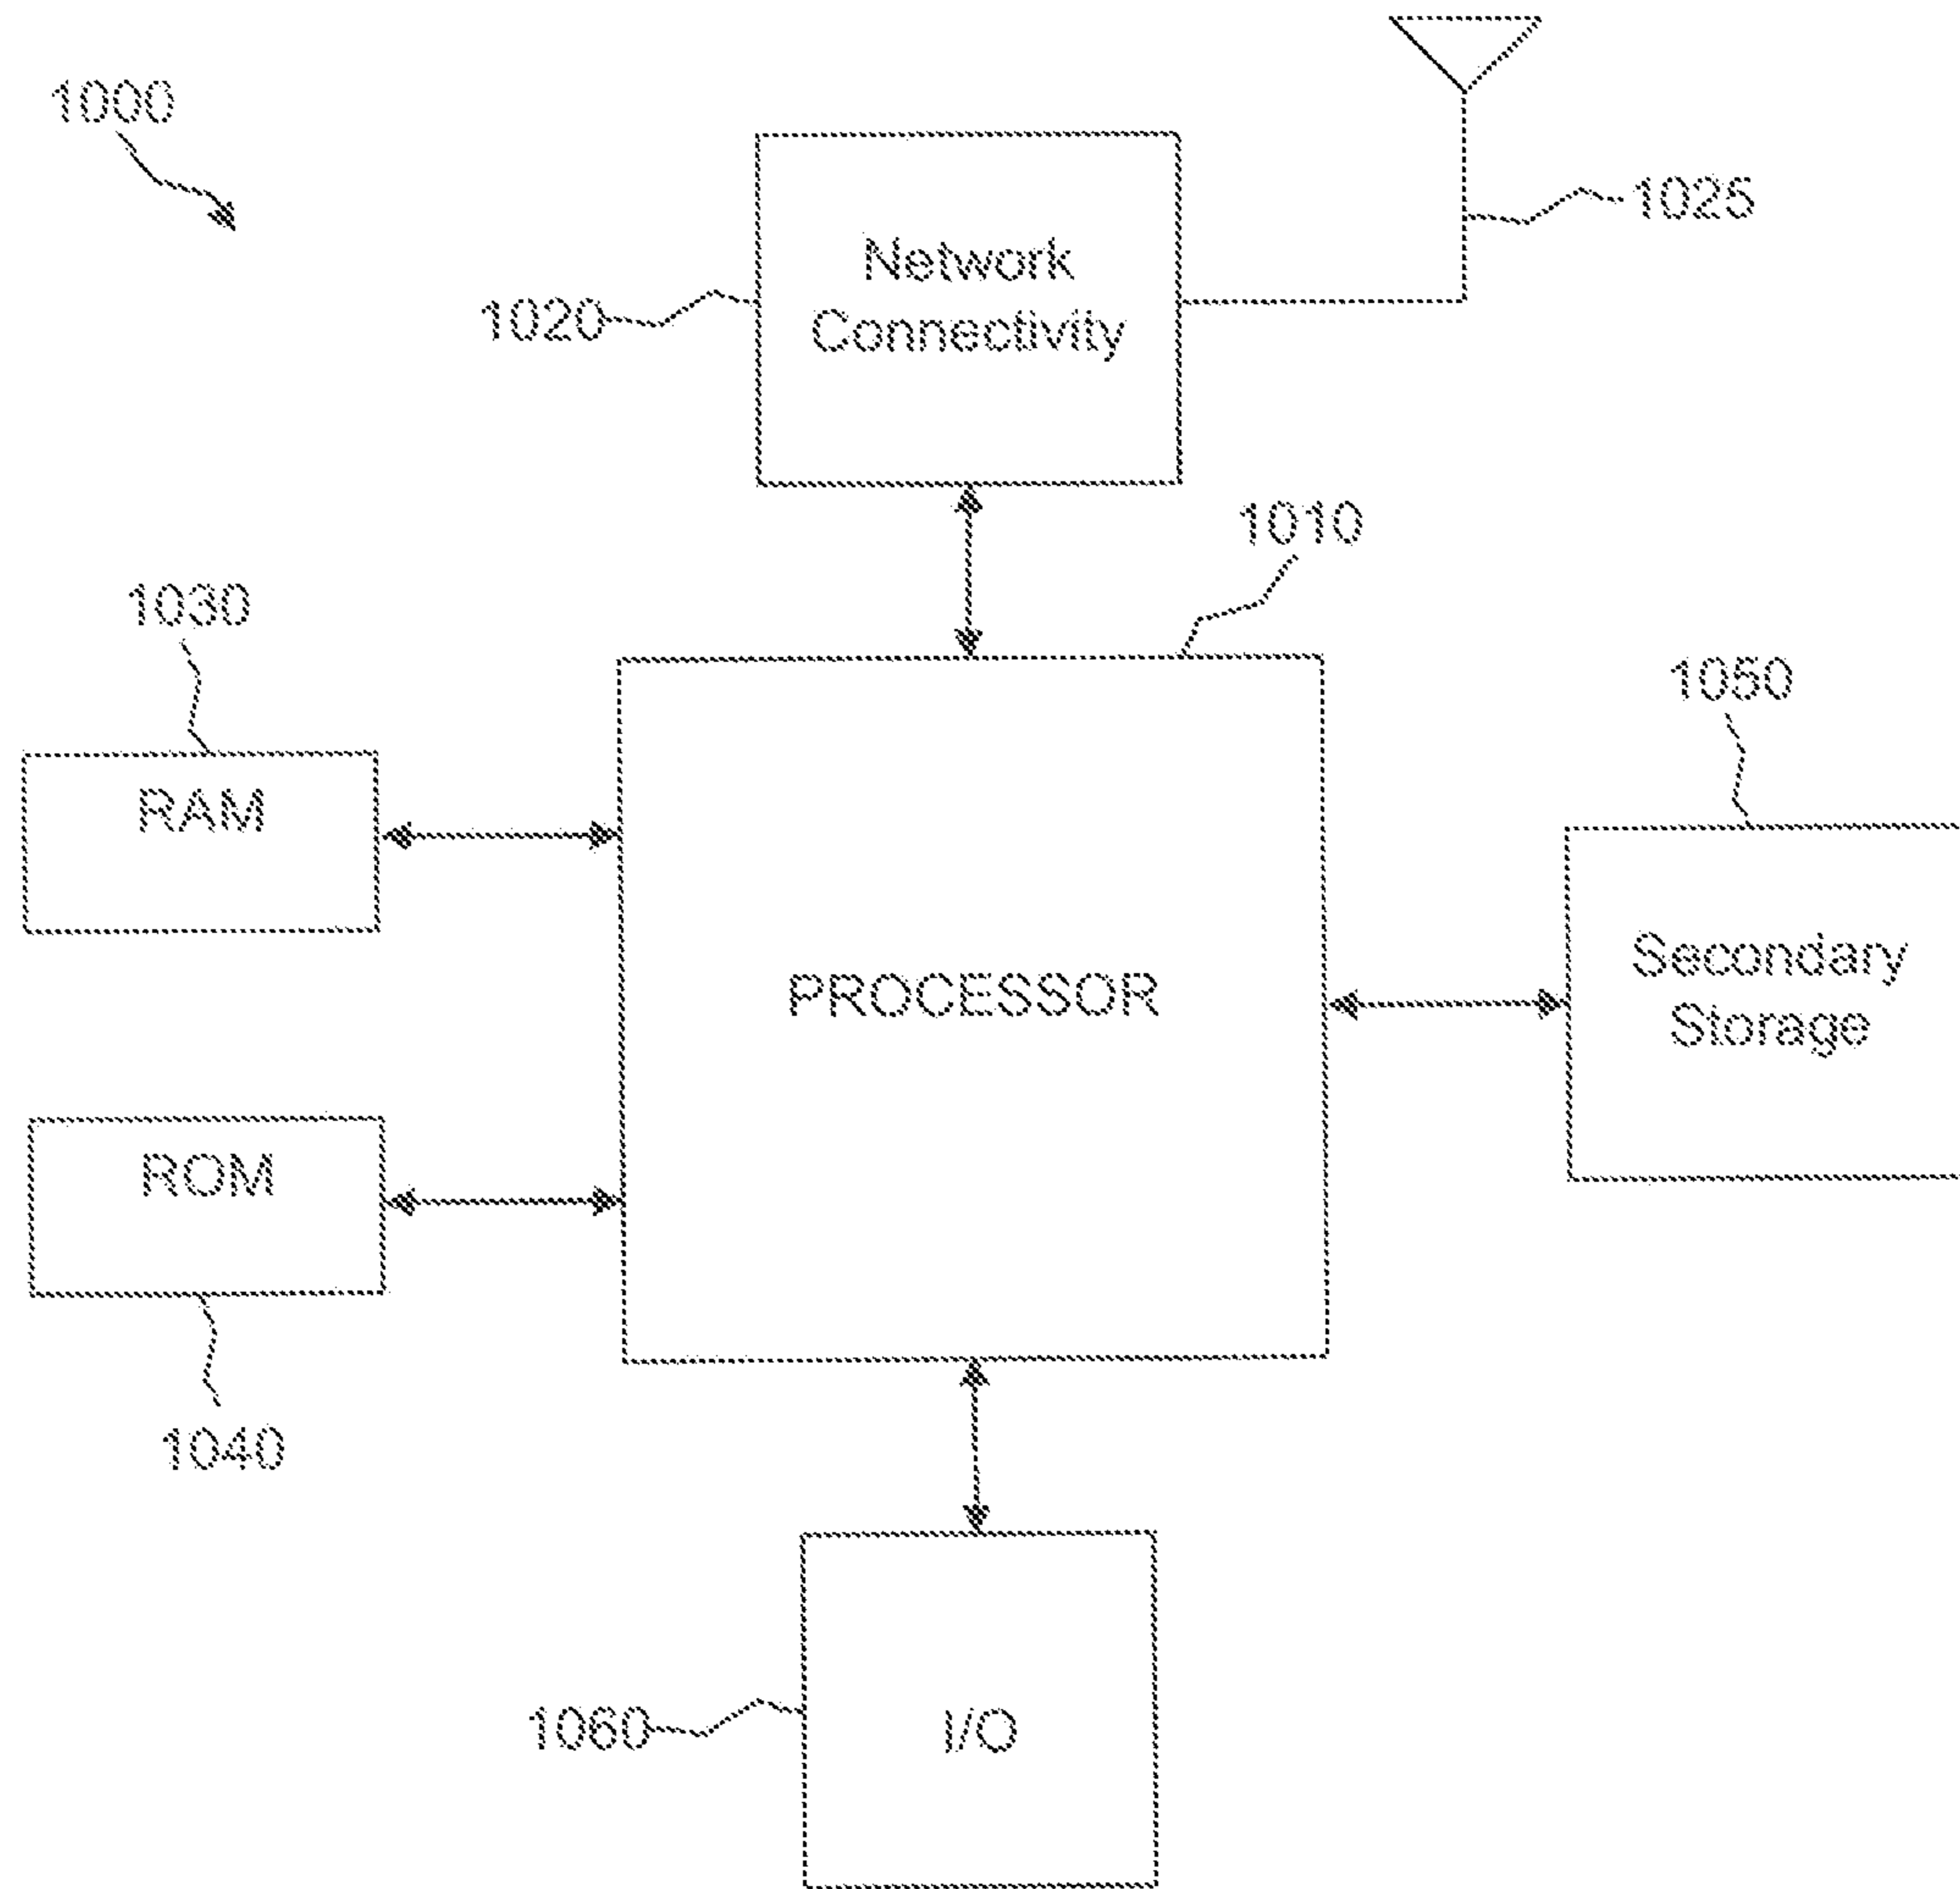 1000
1025
Network
Connectivity
1020
1010
1030
1050
RAM
PROCESSOR
Secondary
Storage
ROM
1040
1060
I/O